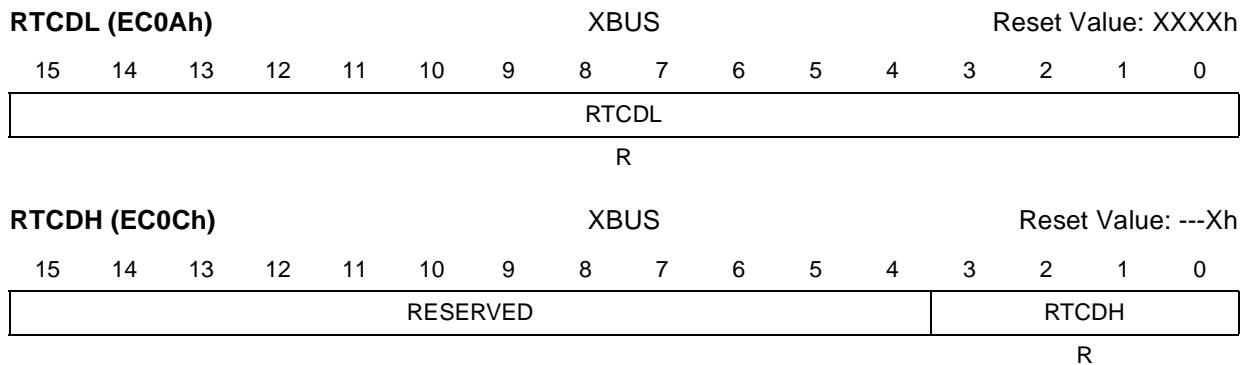 RTCDL (EC0Ah) XBUS Reset Value: XXXXh
15 14 13 12 11 10 9 8 7 6 5 4 3 2 1 0
RTCDL
R
RTCDH (EC0Ch) XBUS Reset Value: ---Xh
15 14 13 12 11 10 9 8 7 6 5 4 3 2 1 0
RESERVED RTCDH
R